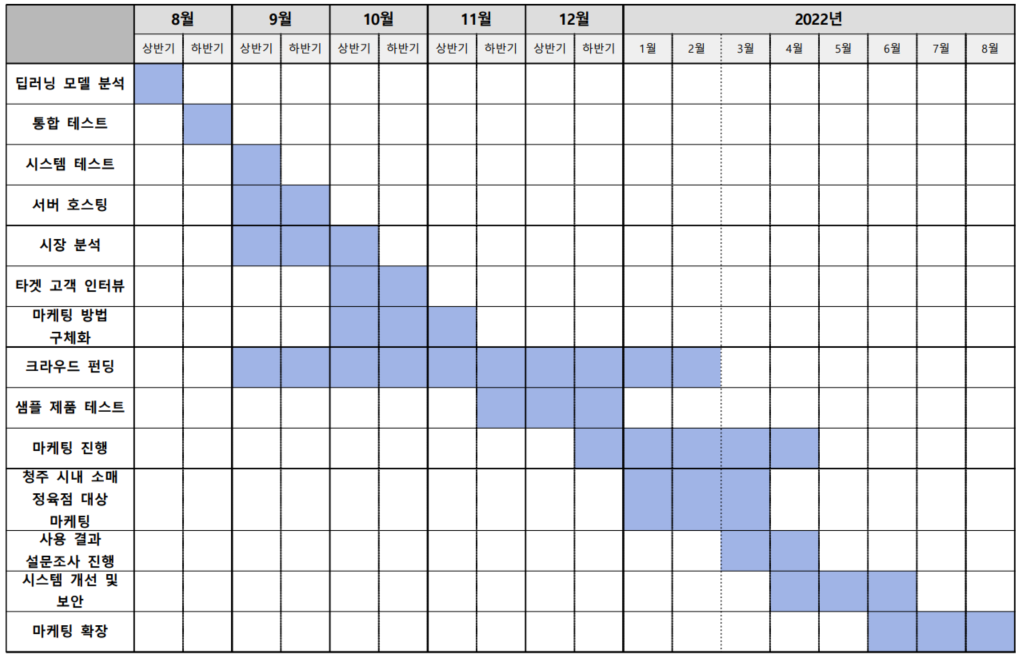 8월 9월 10월 11월 12월 2022년
상반기 하반기 상반기 하반기 상반기 하반기 상반기 하반기 상반기 하반기 1월 2월 3월 4월 5월 6월 7월 8월
딥러닝 모델 분석
통합 테스트
시스템 테스트
서버 호스팅
시장 분석
타겟 고객 인터뷰
마케팅 방법
구체화
크라우드 펀딩
샘플 제품 테스트
마케팅 진행
청주 시내 소매
정육점 대상
마케팅
사용 결과
설문조사 진행
시스템 개선 및
보안
마케팅 확장